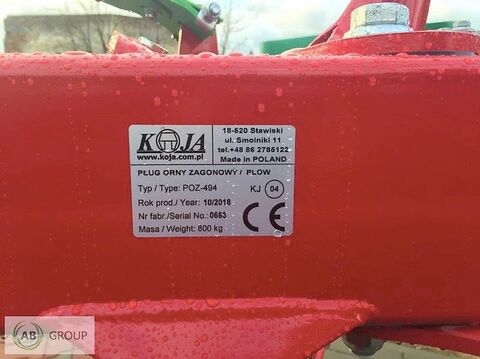 KOJA
www.koja.com.pl
18-520 Stawiski
ul. Smolniki 11
tel.+48 86 2785122
Made in POLAND
PŁUG ORNY ZAGONOWY / PLOW
Typ / Type: POZ-494
KJ 04
Rok prod./ Year: 10/2018
Nr fabr./Serial No.:0663
Masa / Weight: 800 kg
CE
AB GROUP